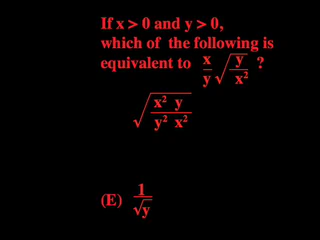 If x > 0 and y > 0,
which of the following is
equivalent to x/y √(y/x²) ?
√(x² y / y² x²)
(E) 1/√y